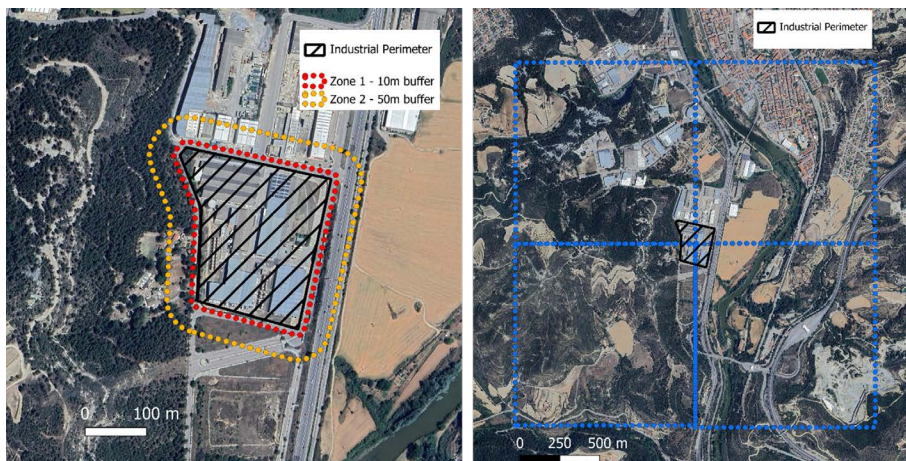 Industrial Perimeter
Zone 1 - 10m buffer
Zone 2 - 50m buffer
0 100 m
Industrial Perimeter
0 250 500 m